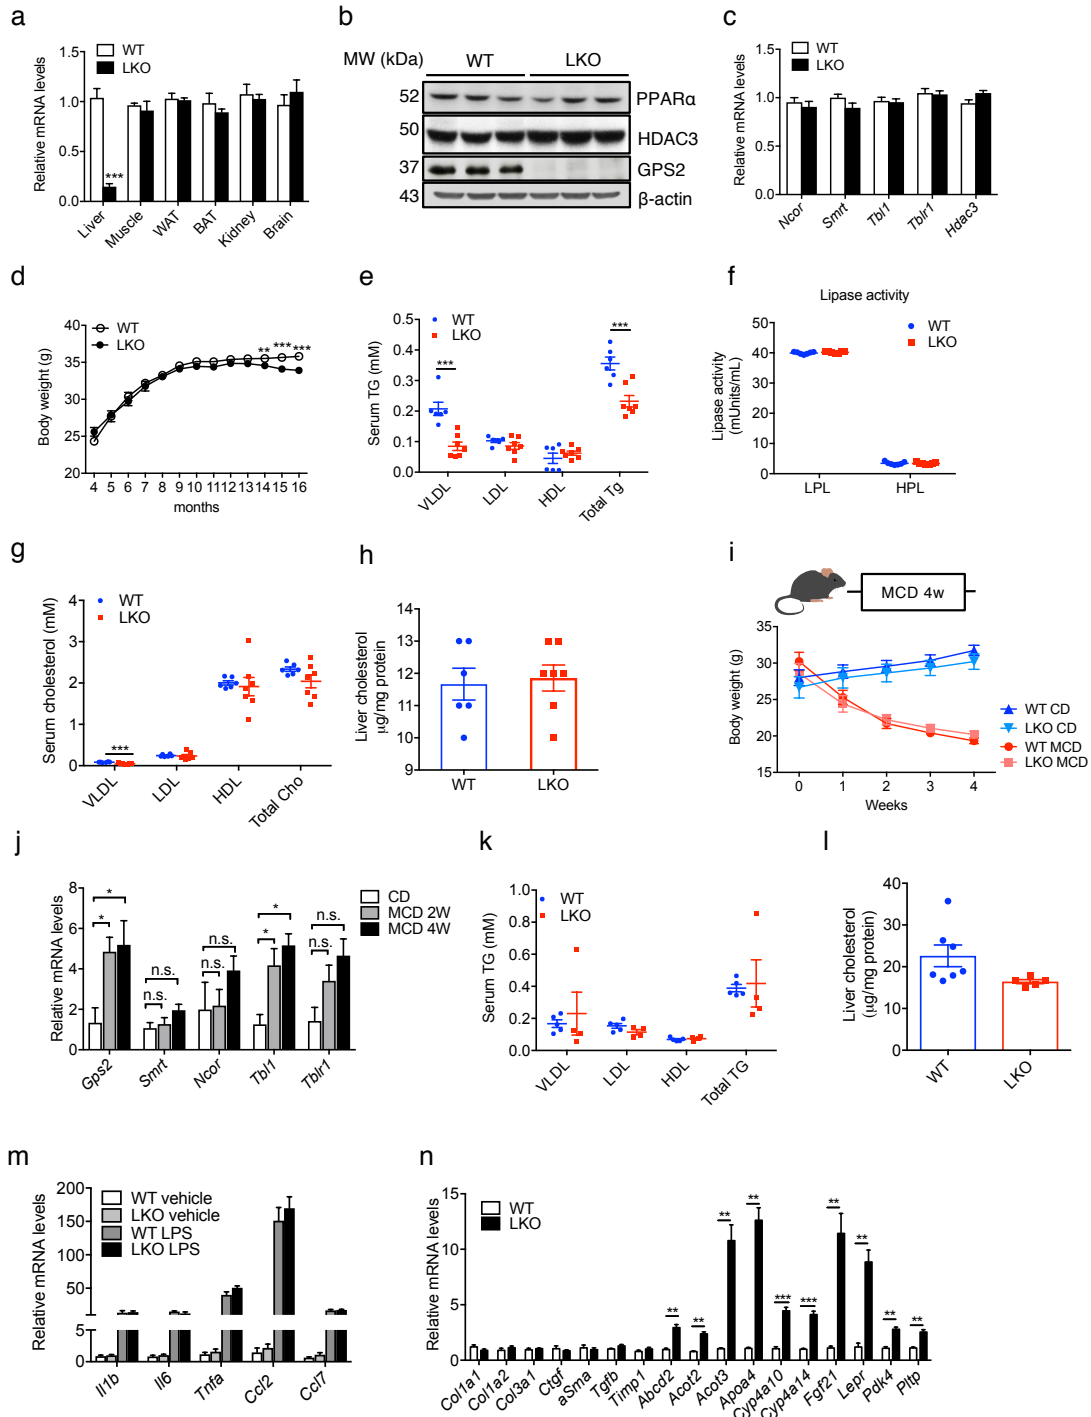 a
WT
LKO
Relative mRNA levels
1.5
1.0
0.5
0.0
***
Liver
Muscle
WAT
BAT
Kidney
Brain
b
MW (kDa)
WT
LKO
52
PPARα
50
HDAC3
37
GPS2
43
β-actin
c
WT
LKO
Relative mRNA levels
1.5
1.0
0.5
0.0
Ncor
Smrt
Tbl1
Tblr1
Hdac3
d
WT
LKO
Body weight (g)
40
35
30
25
20
** *** ***
4 5 6 7 8 9 10 11 12 13 14 15 16
months
e
WT
LKO
Serum TG (mM)
0.5
0.4
0.3
0.2
0.1
0.0
***
***
VLDL
LDL
HDL
Total Tg
f
Lipase activity
WT
LKO
Lipase activity
(mUnits/mL)
50
40
30
20
10
0
LPL
HPL
g
WT
LKO
Serum cholesterol (mM)
4
3
2
1
0
***
VLDL
LDL
HDL
Total Cho
h
Liver cholesterol
µg/mg protein
14
13
12
11
10
9
WT
LKO
i
MCD 4w
Body weight (g)
35
30
25
20
15
0 1 2 3 4
Weeks
WT CD
LKO CD
WT MCD
LKO MCD
j
Relative mRNA levels
8
6
4
2
0
*
*
n.s.
n.s.
n.s.
n.s.
*
*
n.s.
n.s.
CD
MCD 2W
MCD 4W
Gps2
Smrt
Ncor
Tbl1
Tblr1
k
WT
LKO
Serum TG (mM)
1.0
0.8
0.6
0.4
0.2
0.0
VLDL
LDL
HDL
Total TG
l
Liver cholesterol
(µg/mg protein)
40
30
20
10
0
WT
LKO
m
WT vehicle
LKO vehicle
WT LPS
LKO LPS
Relative mRNA levels
200
150
100
50
5
0
Il1b
Il6
Tnfa
Ccl2
Ccl7
n
WT
LKO
Relative mRNA levels
15
10
5
0
** ** ** ** *** *** ** ** ** **
Col1a1
Col1a2
Col3a1
Ctgf
aSma
Tgfb
Timp1
Abcd2
Acot2
Acot3
Apoa4
Cyp4a10
Cyp4a14
Fgf21
Lepr
Pdk4
Pltp